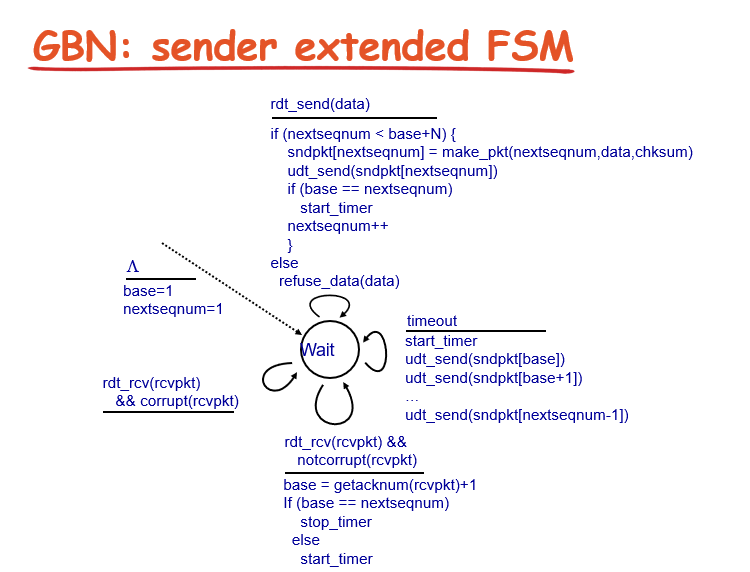 GBN: sender extended FSM
rdt_send(data)
if (nextseqnum < base+N) {
sndpkt[nextseqnum] = make_pkt(nextseqnum,data,chksum)
udt_send(sndpkt[nextseqnum])
if (base == nextseqnum)
start_timer
nextseqnum++
}
else
refuse_data(data)
Λ
base=1
nextseqnum=1
Wait
timeout
start_timer
udt_send(sndpkt[base])
udt_send(sndpkt[base+1])
…
udt_send(sndpkt[nextseqnum-1])
rdt_rcv(rcvpkt)
&& corrupt(rcvpkt)
rdt_rcv(rcvpkt) &&
notcorrupt(rcvpkt)
base = getacknum(rcvpkt)+1
If (base == nextseqnum)
stop_timer
else
start_timer